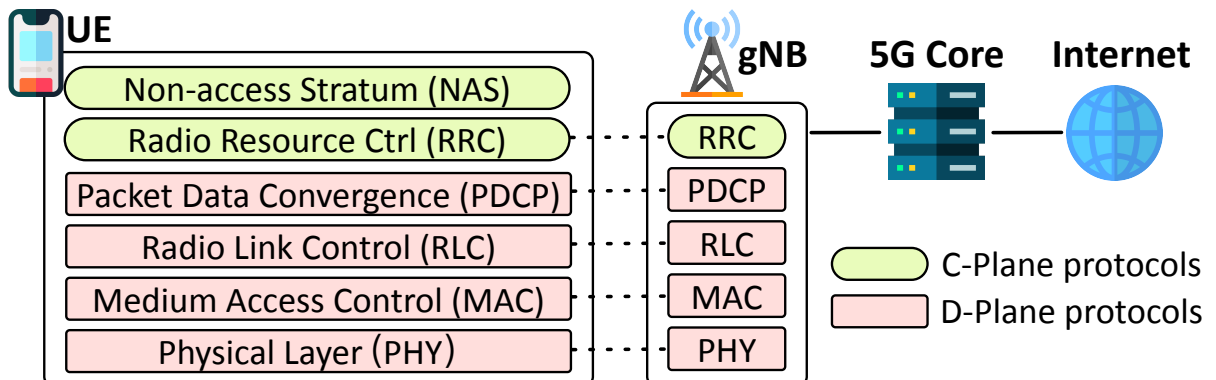 UE
Non-access Stratum (NAS)
Radio Resource Ctrl (RRC)
Packet Data Convergence (PDCP)
Radio Link Control (RLC)
Medium Access Control (MAC)
Physical Layer (PHY)
gNB
RRC
PDCP
RLC
MAC
PHY
5G Core
Internet
C-Plane protocols
D-Plane protocols